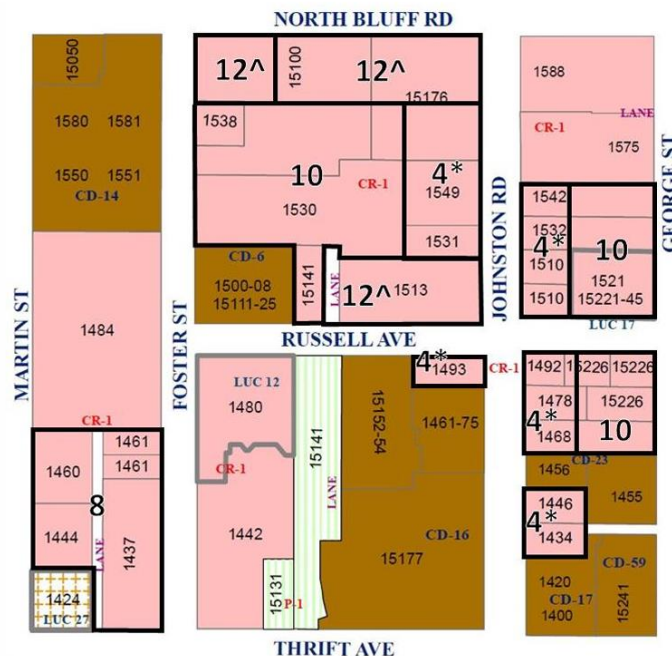 NORTH BLUFF RD
15050
1580 1581
1550 1551
CD-14
12^
15100
12^
15176
1538
10
CR-1
1530
4*
1549
1531
CD-6
1500-08
15111-25
15141
LANE
12^
1513
1588
LANE
CR-1
1575
1542
1532
4*
1510
1510
10
1521
15221-45
LUC 17
GEORGE ST
JOHNSTON RD
RUSSELL AVE
MARTIN ST
FOSTER ST
1484
CR-1
1461
1461
1460
8
1444
LANE
1437
1424
LUC 27
LUC 12
1480
CR-1
1442
15141
LANE
15131
P-1
15152-54
4*
1493
CR-1
1461-75
CD-16
15177
1492
15226
15226
1478
15226
4*
1468
10
1456
CD-23
1455
1446
4*
1434
1420
CD-17
1400
CD-59
15241
THRIFT AVE